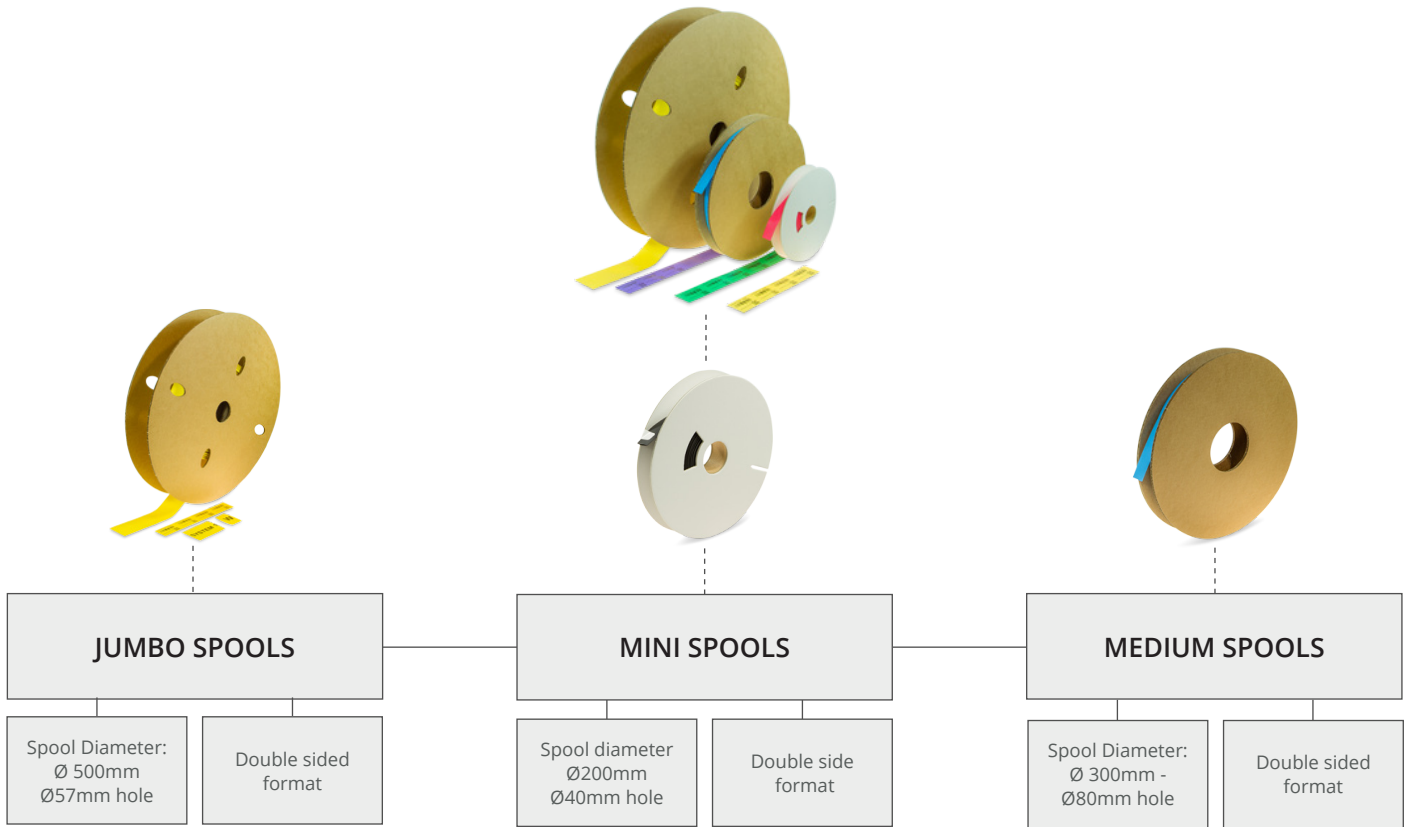 JUMBO SPOOLS
Spool Diameter:
Ø 500mm
Ø57mm hole
Double sided
format
MINI SPOOLS
Spool diameter
Ø200mm
Ø40mm hole
Double side
format
MEDIUM SPOOLS
Spool Diameter:
Ø 300mm -
Ø80mm hole
Double sided
format